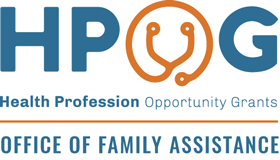 HPOG
Health Profession Opportunity Grants
OFFICE OF FAMILY ASSISTANCE